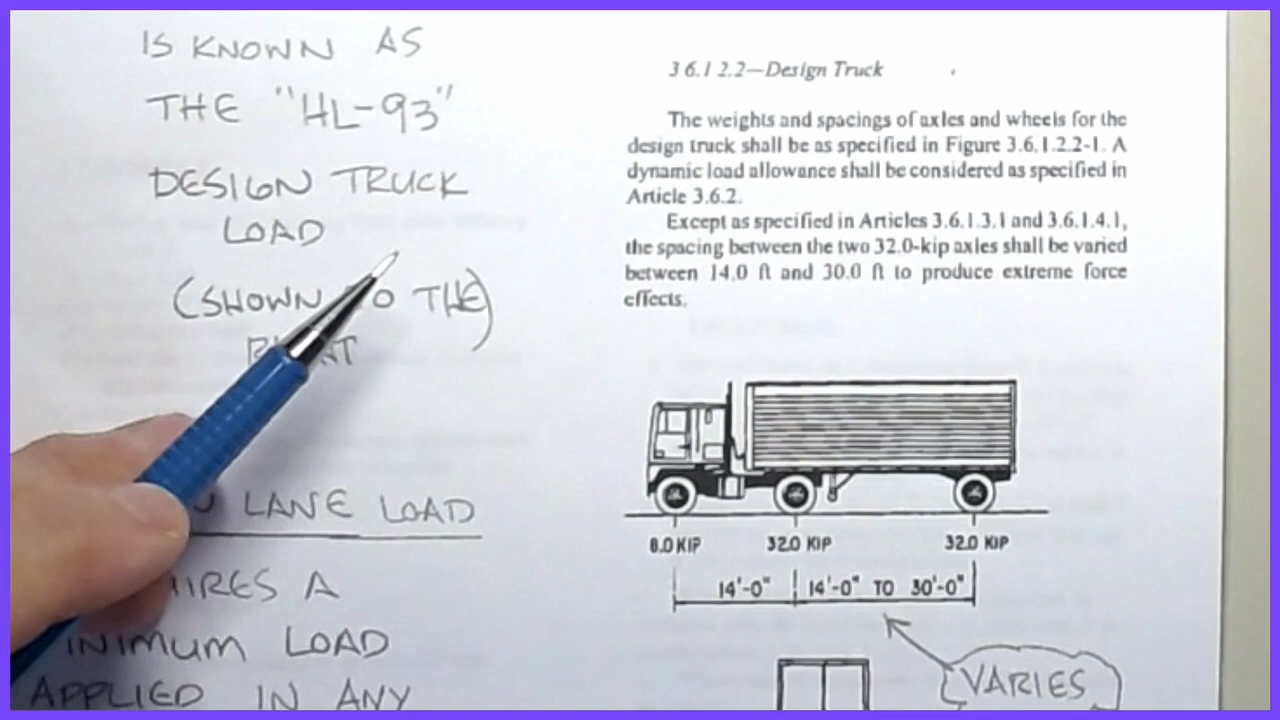 IS KNOWN AS
THE "HL-93"
DESIGN TRUCK
LOAD
(SHOWN TO THE)
LANE LOAD
A
LOAD
APPLIED IN ANY
3.6.1.2.2—Design Truck
The weights and spacings of axles and wheels for the
design truck shall be as specified in Figure 3.6.1.2.2-1. A
dynamic load allowance shall be considered as specified in
Article 3.6.2.
Except as specified in Articles 3.6.1.3.1 and 3.6.1.4.1,
the spacing between the two 32.0-kip axles shall be varied
between 14.0 ft and 30.0 ft to produce extreme force
effects.
8.0 KIP 32.0 KIP 32.0 KIP
14'-0" 14'-0" TO 30'-0"
VARIES